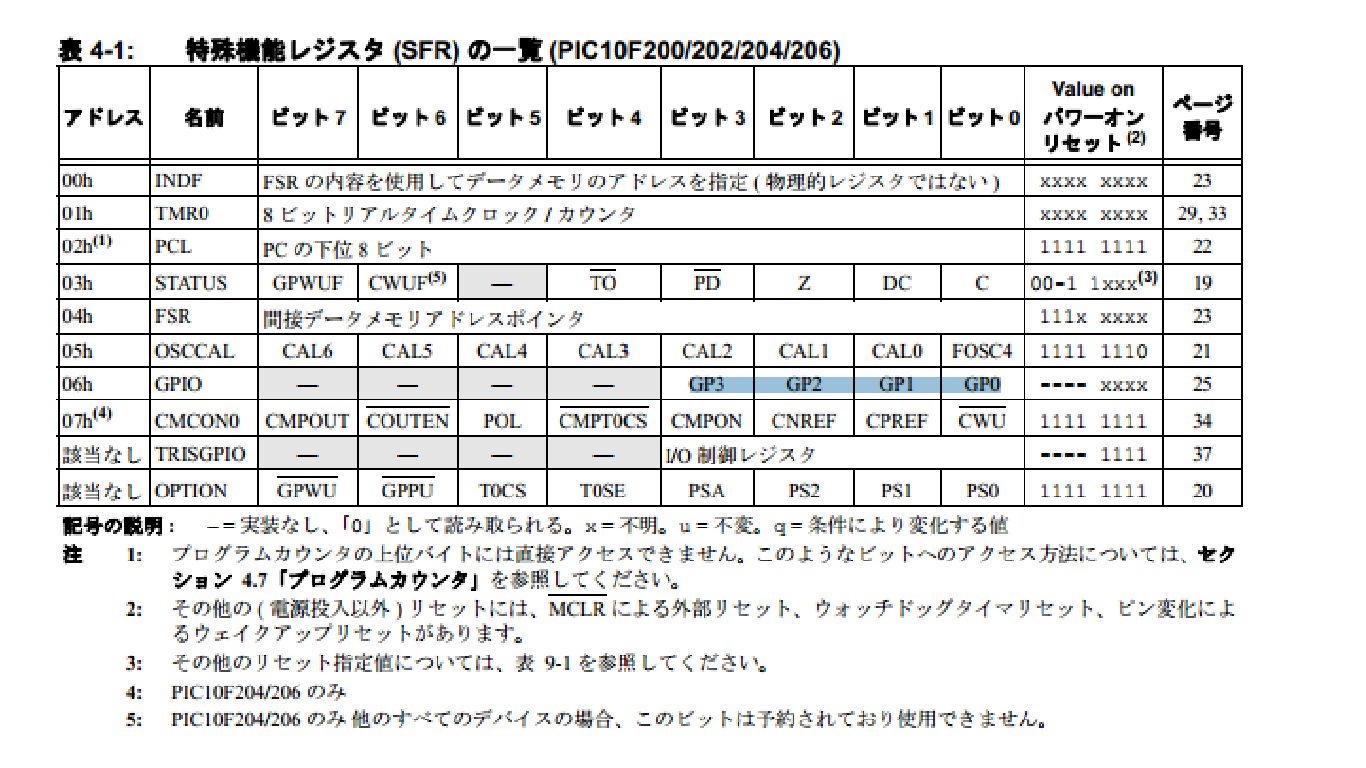 表 4-1: 特殊機能レジスタ (SFR) の一覧 (PIC10F200/202/204/206)
アドレス 名前 ビット 7 ビット 6 ビット 5 ビット 4 ビット 3 ビット 2 ビット 1 ビット 0 Value on パワーオン リセット (2) ページ 番号
00h INDF FSR の内容を使用してデータメモリのアドレスを指定 ( 物理的レジスタではない ) xxxx xxxx 23
01h TMR0 8 ビットリアルタイムクロック / カウンタ xxxx xxxx 29, 33
02h(1) PCL PC の下位 8 ビット 1111 1111 22
03h STATUS GPWUF CWUF(5) — TO PD Z DC C 00-1 1xxx(3) 19
04h FSR 間接データメモリアドレスポインタ 111x xxxx 23
05h OSCCAL CAL6 CAL5 CAL4 CAL3 CAL2 CAL1 CAL0 FOSC4 1111 1110 21
06h GPIO — — — — GP3 GP2 GP1 GP0 ---- xxxx 25
07h(4) CMCON0 CMPOUT COUTEN POL CMPT0CS CMPON CNREF CPREF CWU 1111 1111 34
該当なし TRISGPIO — — — — I/O 制御レジスタ ---- 1111 37
該当なし OPTION GPWU GPPU T0CS T0SE PSA PS2 PS1 PS0 1111 1111 20
記号の説明 : – = 実装なし、「0」として読み取られる。x = 不明。u = 不変。q = 条件により変化する値
注 1: プログラムカウンタの上位バイトには直接アクセスできません。このようなビットへのアクセス方法については、セク
ション 4.7「プログラムカウンタ」を参照してください。
2: その他の ( 電源投入以外 ) リセットには、MCLR による外部リセット、ウォッチドッグタイマリセット、ピン変化によ
るウェイクアップリセットがあります。
3: その他のリセット指定値については、表 9-1 を参照してください。
4: PIC10F204/206 のみ
5: PIC10F204/206 のみ 他のすべてのデバイスの場合、このビットは予約されており使用できません。